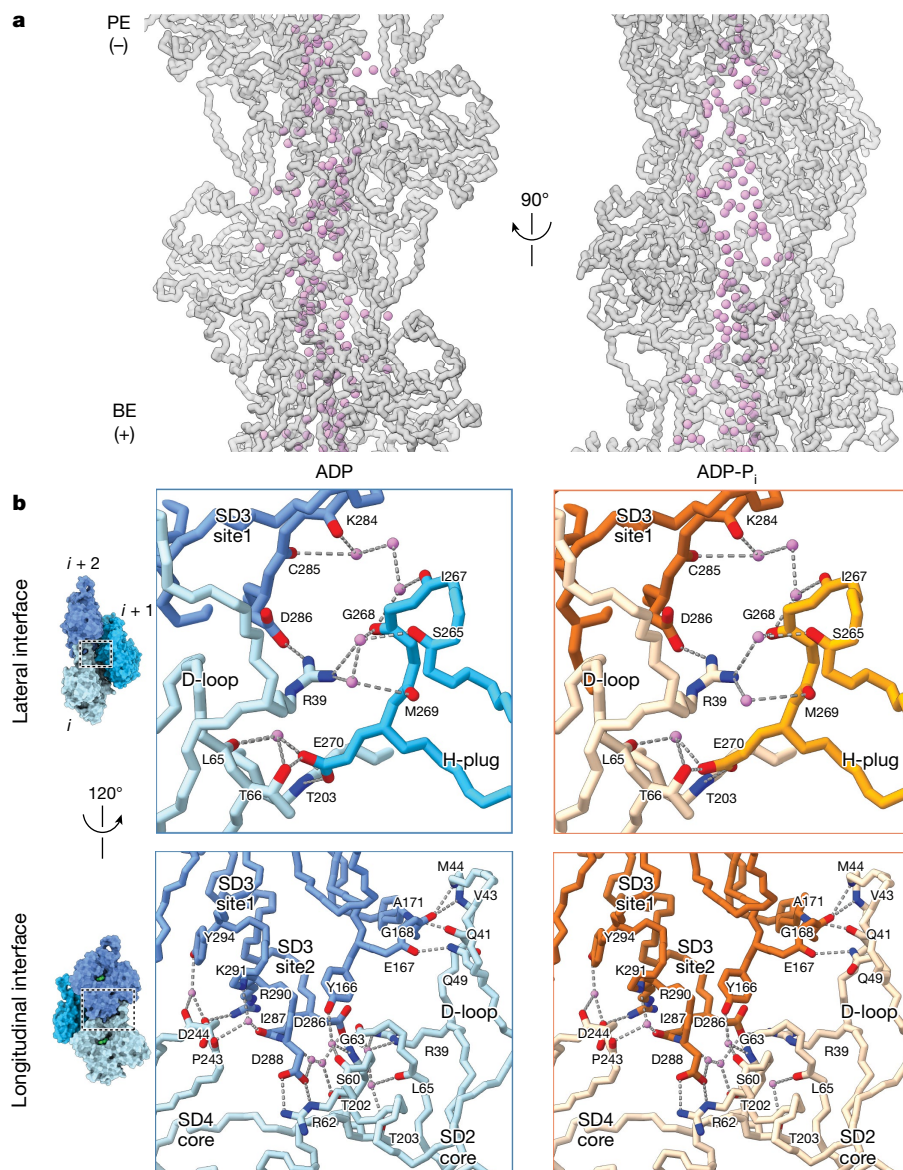 a
PE
(–)
90°
BE
(+)
ADP
ADP-Pi
b
Lateral interface
i + 2
i + 1
i
SD3
site1
K284
C285
I267
D286
G268
S265
D-loop
R39
M269
L65
E270
H-plug
T66
T203
SD3
site1
K284
C285
I267
D286
G268
S265
D-loop
R39
M269
L65
E270
H-plug
T66
T203
120°
Longitudinal interface
M44
SD3
site1
A171
V43
Y294
G168
Q41
SD3
site2
K291
E167
Q49
R290
Y166
D-loop
I287
D286
D244
G63
P243
D288
R39
S60
L65
T202
SD4
core
R62
T203
SD2
core
M44
SD3
site1
A171
V43
Y294
G168
Q41
SD3
site2
K291
E167
Q49
R290
Y166
D-loop
I287
D286
D244
G63
P243
D288
R39
S60
L65
T202
SD4
core
R62
T203
SD2
core